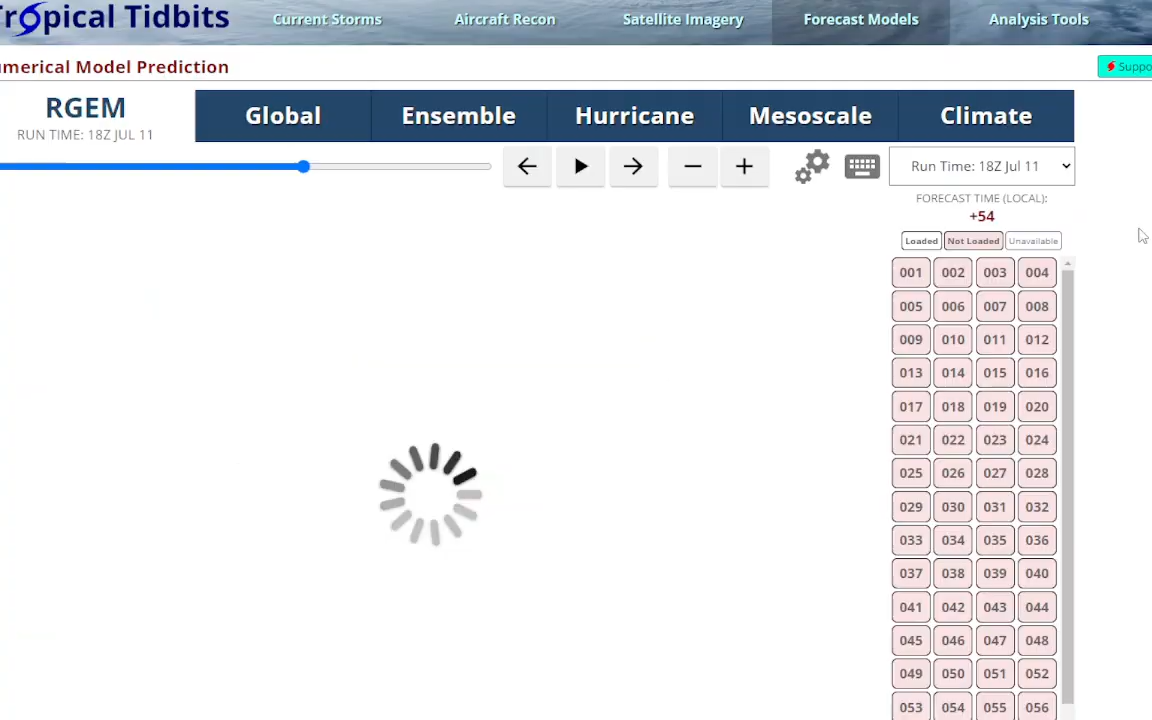 Tropical Tidbits
Current Storms
Aircraft Recon
Satellite Imagery
Forecast Models
Analysis Tools
umerical Model Prediction
Suppo
RGEM
RUN TIME: 18Z JUL 11
Global
Ensemble
Hurricane
Mesoscale
Climate
Run Time: 18Z Jul 11
FORECAST TIME (LOCAL):
+54
Loaded Not Loaded Unavailable
001 002 003 004
005 006 007 008
009 010 011 012
013 014 015 016
017 018 019 020
021 022 023 024
025 026 027 028
029 030 031 032
033 034 035 036
037 038 039 040
041 042 043 044
045 046 047 048
049 050 051 052
053 054 055 056